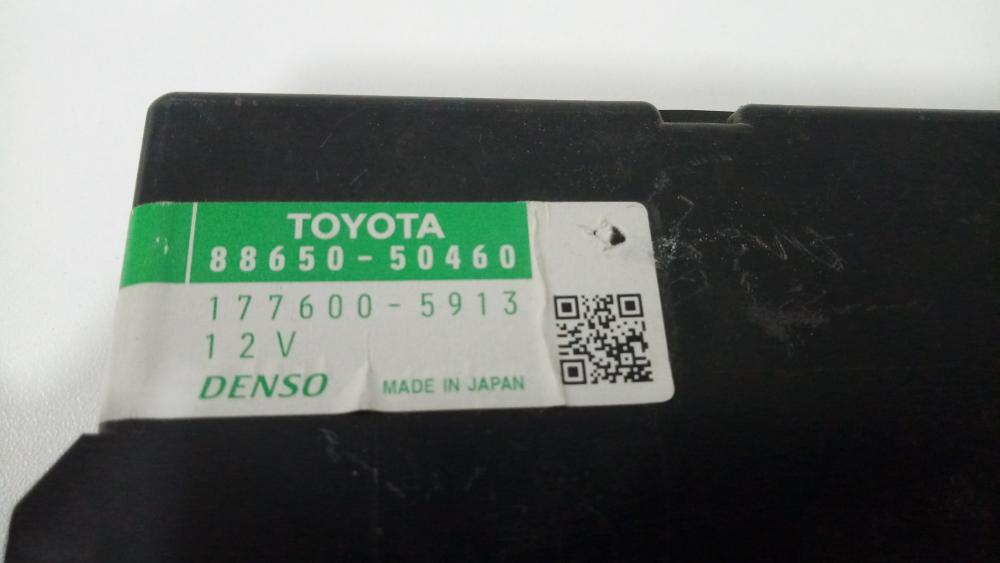 TOYOTA
88650-50460
177600-5913
12V
DENSO MADE IN JAPAN